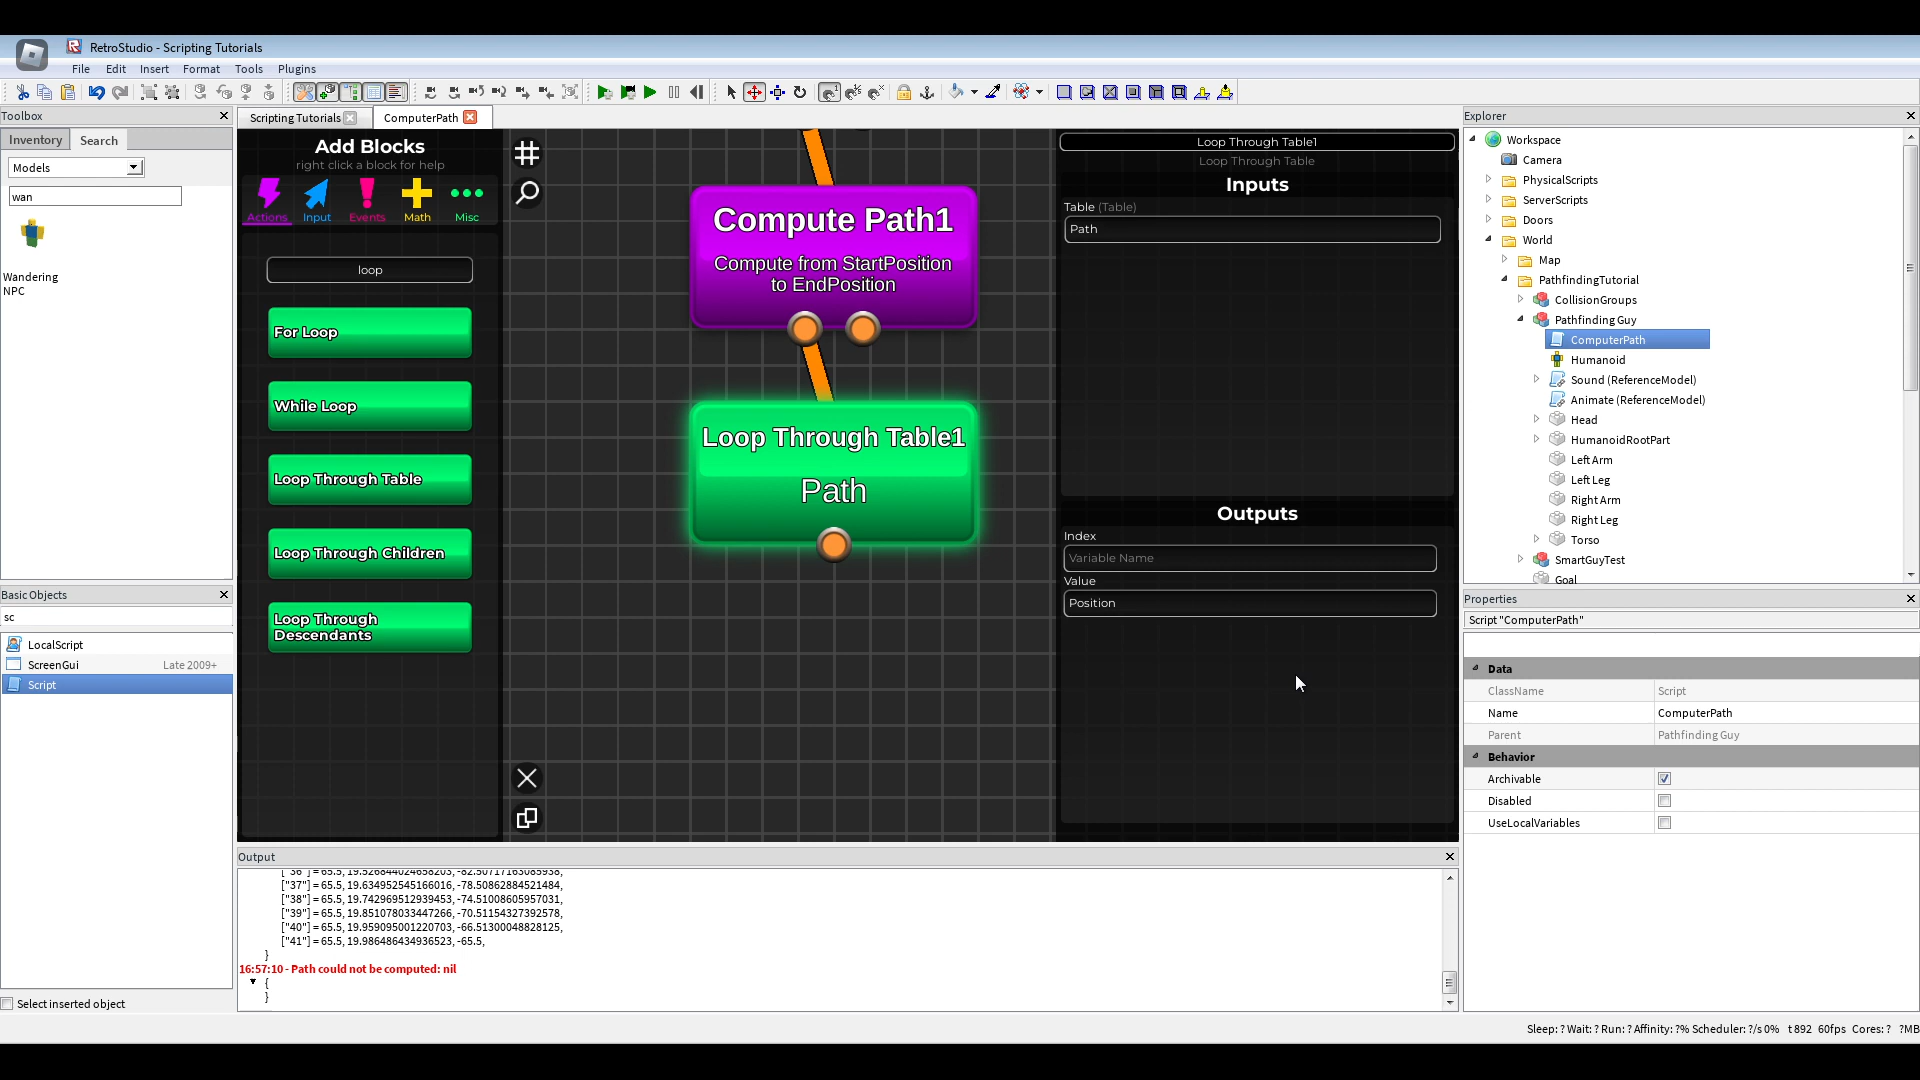 RetroStudio - Scripting Tutorials
File Edit Insert Format Tools Plugins
Toolbox
Inventory Search
Models
wan
Wandering
NPC
Basic Objects
sc
LocalScript
ScreenGui Late 2009+
Script
Select inserted object
Scripting Tutorials ComputerPath
Add Blocks
right click a block for help
Actions Input Events Math Misc
loop
For Loop
While Loop
Loop Through Table
Loop Through Children
Loop Through
Descendants
Compute Path1
Compute from StartPosition
to EndPosition
Loop Through Table1
Path
Loop Through Table1
Loop Through Table
Inputs
Table (Table)
Path
Outputs
Index
Variable Name
Value
Position
Output
["36"] = 65.5, 19.526844024658203, -82.50717163085938,
["37"] = 65.5, 19.634952545166016, -78.50862884521484,
["38"] = 65.5, 19.742969512939453, -74.51008605957031,
["39"] = 65.5, 19.851078033447266, -70.51154327392578,
["40"] = 65.5, 19.959095001220703, -66.51300048828125,
["41"] = 65.5, 19.986486434936523, -65.5,
}
16:57:10 - Path could not be computed: nil
{
}
Explorer
Workspace
Camera
PhysicalScripts
ServerScripts
Doors
World
Map
PathfindingTutorial
CollisionGroups
Pathfinding Guy
ComputerPath
Humanoid
Sound (ReferenceModel)
Animate (ReferenceModel)
Head
HumanoidRootPart
Left Arm
Left Leg
Right Arm
Right Leg
Torso
SmartGuyTest
Goal
Properties
Script "ComputerPath"
Data
ClassName Script
Name ComputerPath
Parent Pathfinding Guy
Behavior
Archivable
Disabled
UseLocalVariables
Sleep: ? Wait: ? Run: ? Affinity: ?% Scheduler: ?/s 0% t 892 60fps Cores: ? ?MB